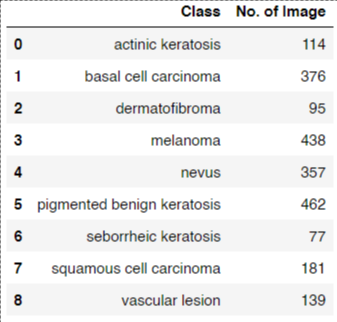 Class No. of Image
0 actinic keratosis 114
1 basal cell carcinoma 376
2 dermatofibroma 95
3 melanoma 438
4 nevus 357
5 pigmented benign keratosis 462
6 seborrheic keratosis 77
7 squamous cell carcinoma 181
8 vascular lesion 139